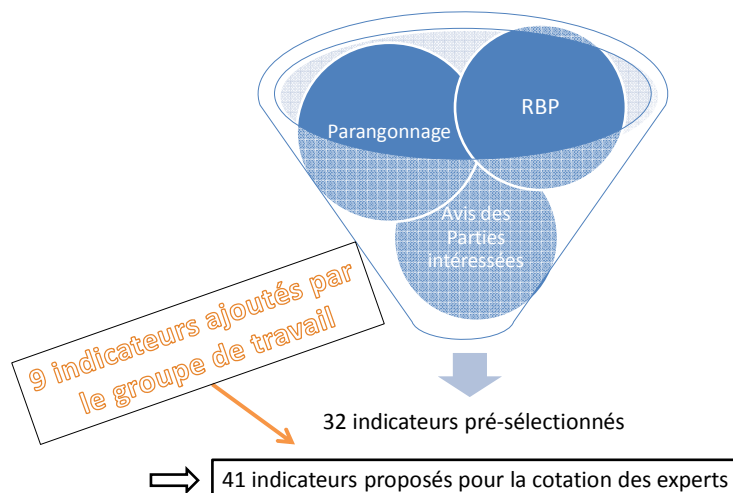 Parangonnage
RBP
Avis des
Parties
intéressées
9 indicateurs ajoutés par
le groupe de travail
32 indicateurs pré-sélectionnés
41 indicateurs proposés pour la cotation des experts